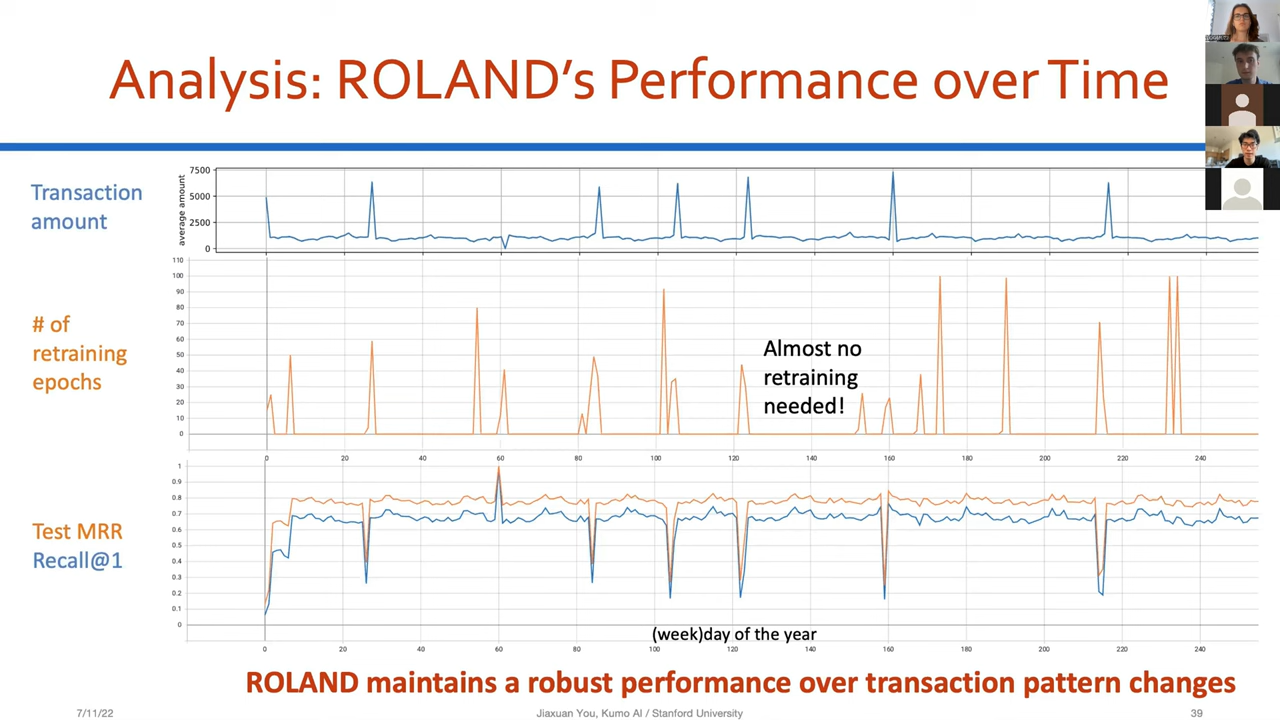 Analysis: ROLAND's Performance over Time
Transaction
amount
average amount
7500
5000
2500
0
# of
retraining
epochs
110
100
90
80
70
60
50
40
30
20
10
0
Almost no
retraining
needed!
0 20 40 60 80 100 120 140 160 180 200 220 240
Test MRR
Recall@1
1
0.9
0.8
0.7
0.6
0.5
0.4
0.3
0.2
0.1
0
(week)day of the year
0 20 40 60 80 100 120 140 160 180 200 220 240
ROLAND maintains a robust performance over transaction pattern changes
7/11/22
Jiaxuan You, Kumo AI / Stanford University
39